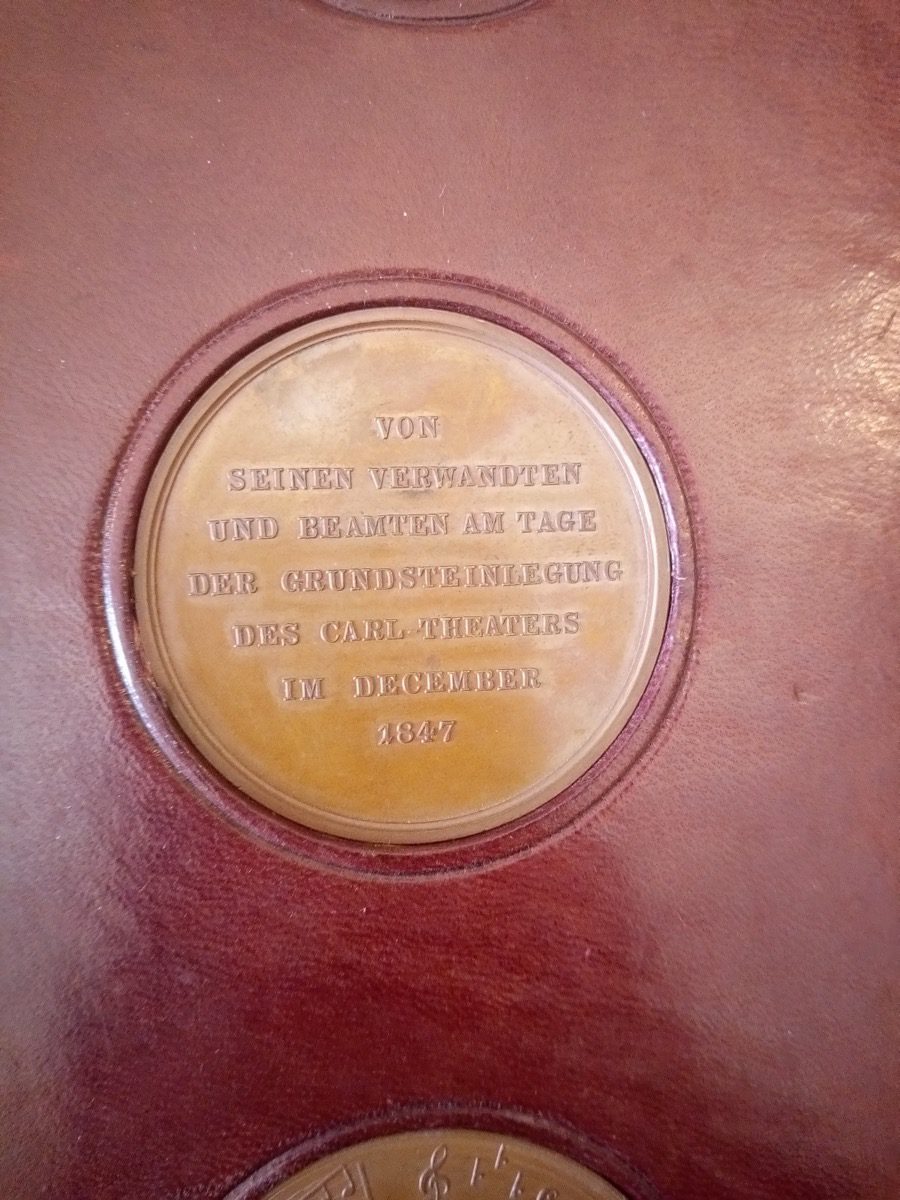 VON
SEINEN VERWANDTEN
UND BEAMTEN AM TAGE
DER GRUNDSTEINLEGUNG
DES CARL-THEATERS
IM DECEMBER
1847